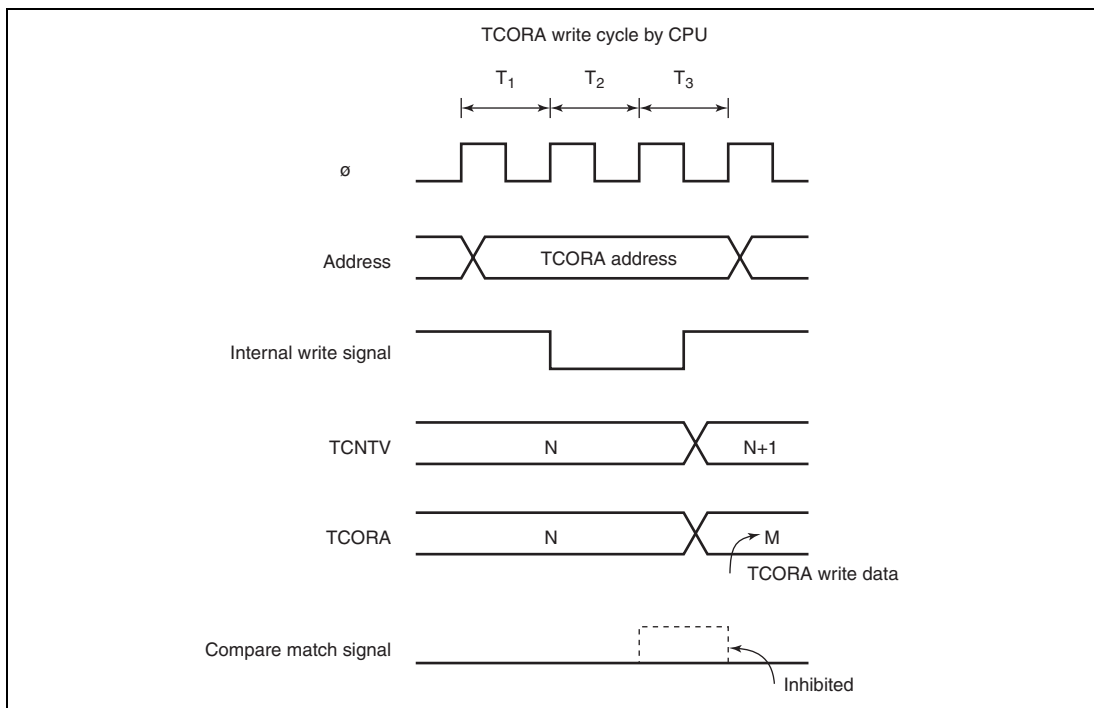 TCORA write cycle by CPU
T1 T2 T3
ø
Address TCORA address
Internal write signal
TCNTV N N+1
TCORA N M
TCORA write data
Compare match signal
Inhibited